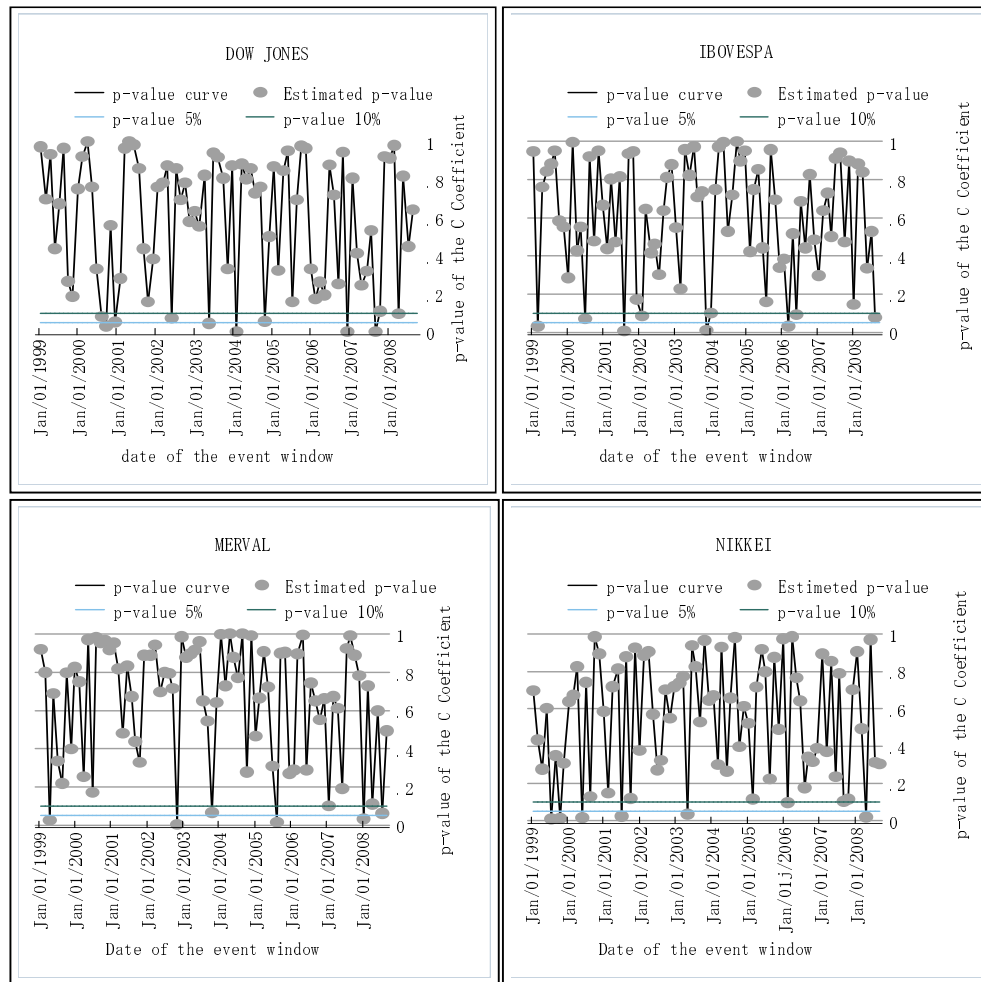 DOW JONES
p-value curve Estimated p-value
p-value 5% p-value 10%
1
.8
.6
.4
.2
0
p-value of the C Coefficient
Jan/01/1999
Jan/01/2000
Jan/01/2001
Jan/01/2002
Jan/01/2003
Jan/01/2004
Jan/01/2005
Jan/01/2006
Jan/01/2007
Jan/01/2008
date of the event window
IBOVESPA
p-value curve Estimated p-value
p-value 5% p-value 10%
1
.8
.6
.4
.2
0
p-value of the C Coefficient
Jan/01/1999
Jan/01/2000
Jan/01/2001
Jan/01/2002
Jan/01/2003
Jan/01/2004
Jan/01/2005
Jan/01/2006
Jan/01/2007
Jan/01/2008
date of the event window
MERVAL
p-value curve Estimated p-value
p-value 5% p-value 10%
1
.8
.6
.4
.2
0
p-value of the C Coefficient
Jan/01/1999
Jan/01/2000
Jan/01/2001
Jan/01/2002
Jan/01/2003
Jan/01/2004
Jan/01/2005
Jan/01/2006
Jan/01/2007
Jan/01/2008
Date of the event window
NIKKEI
p-value curve Estimeted p-value
p-value 5% p-value 10%
1
.8
.6
.4
.2
0
p-value of the C Coefficient
Jan/01/1999
Jan/01/2000
Jan/01/2001
Jan/01/2002
Jan/01/2003
Jan/01/2004
Jan/01/2005
Jan/01j/2006
Jan/01/2007
Jan/01/2008
Date of the event window